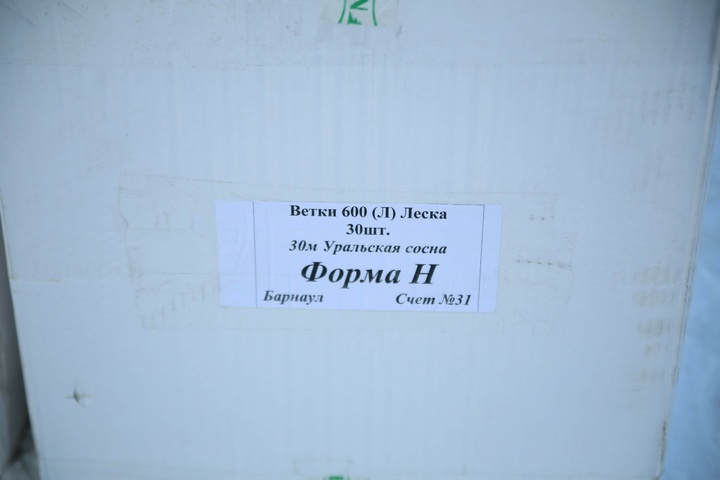 Ветки 600 (Л) Леска
30шт.
30м Уральская сосна
Форма Н
Барнаул Счет №31